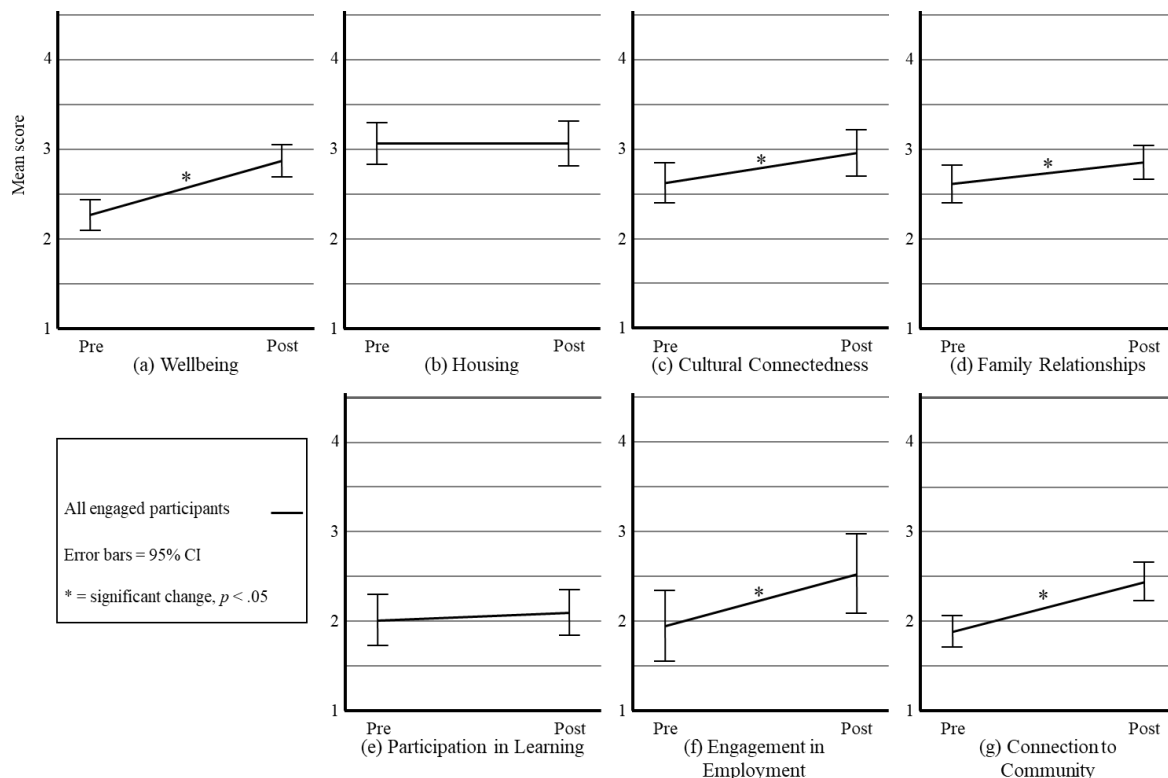 4
3
2
1
Mean score
Pre
Post
(a) Wellbeing
Pre
Post
(b) Housing
4
3
2
1
Pre
Post
(c) Cultural Connectedness
*
4
3
2
1
*
4
3
2
1
*
Pre
Post
(d) Family Relationships
All engaged participants
Error bars = 95% CI
* = significant change, p < .05
4
3
2
1
Pre
Post
(e) Participation in Learning
4
3
2
1
*
Pre
Post
(f) Engagement in
Employment
4
3
2
1
*
Pre
Post
(g) Connection to
Community